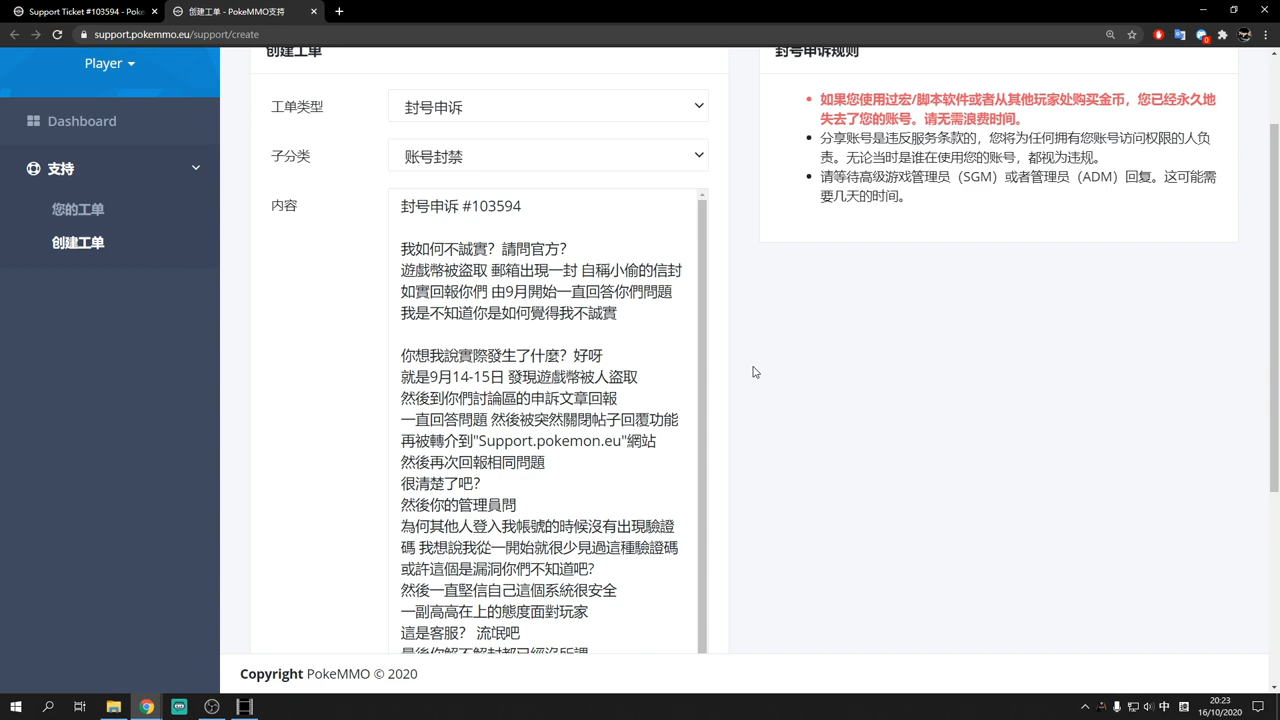 Support Ticket #103594 - PokeM
创建工单 - PokeMMO支持
support.pokemmo.eu/support/create
Player
Dashboard
支持
您的工单
创建工单
创建工单
工单类型
封号申诉
子分类
账号封禁
内容
封号申诉 #103594
我如何不誠實？請問官方？
遊戲幣被盜取 郵箱出現一封 自稱小偷的信封
如實回報你們 由9月開始一直回答你們問題
我是不知道你是如何覺得我不誠實
你想我說實際發生了什麼？好呀
就是9月14-15日 發現遊戲幣被人盜取
然後到你們討論區的申訴文章回報
一直回答問題 然後被突然關閉帖子回覆功能
再被轉介到"Support.pokemon.eu"網站
然後再次回報相同問題
很清楚了吧？
然後你的管理員問
為何其他人登入我帳號的時候沒有出現驗證
碼 我想說我從一開始就很少見過這種驗證碼
或許這個是漏洞你們不知道吧？
然後一直堅信自己這個系統很安全
一副高高在上的態度面對玩家
這是客服？ 流氓吧
最後你解不解封都已經沒所謂
封号申诉规则
如果您使用过宏/脚本软件或者从其他玩家处购买金币，您已经永久地
失去了您的账号。请无需浪费时间。
分享账号是违反服务条款的，您将为任何拥有您账号访问权限的人负
责。无论当时是谁在使用您的账号，都视为违规。
请等待高级游戏管理员（SGM）或者管理员（ADM）回复。这可能需
要几天的时间。
Copyright PokeMMO © 2020
中
20:23
16/10/2020